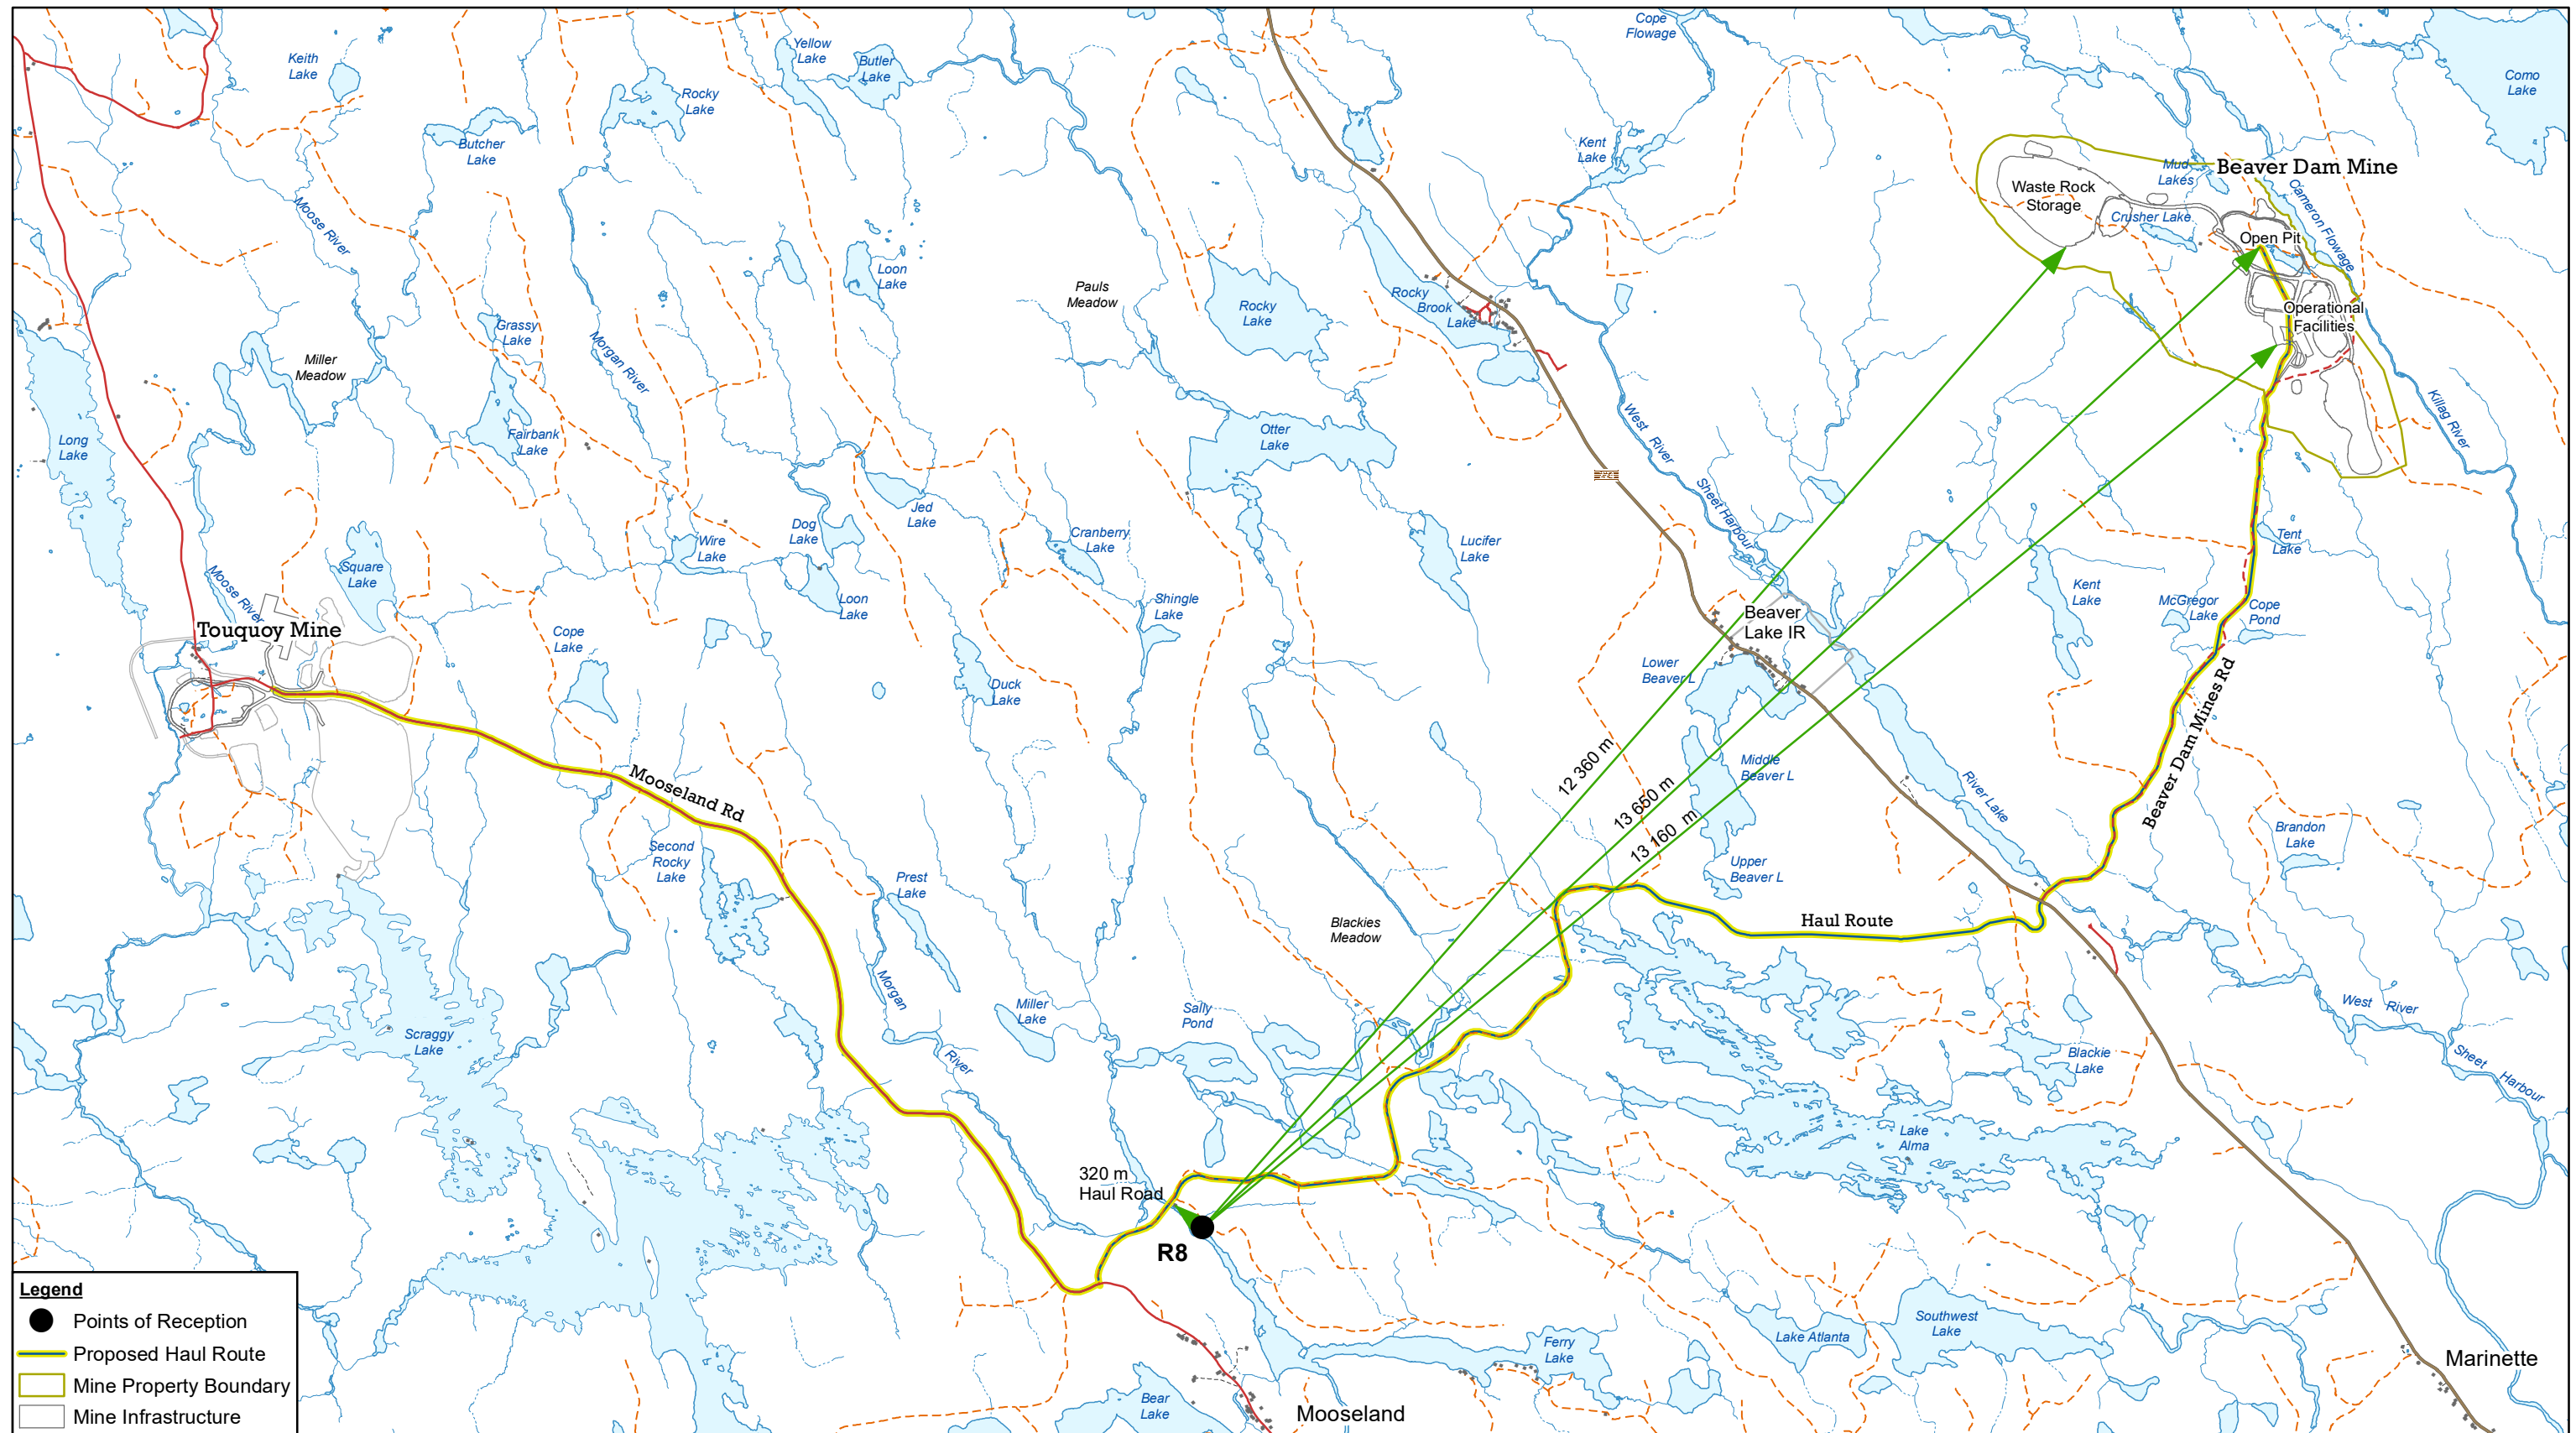 Cope
Flowage
Yellow
Lake
Butler
Lake
Keith
Lake
Como
Lake
Rocky
Lake
Butcher
Lake
Kent
Lake
Mud
Lakes
Beaver Dam Mine
Waste Rock
Storage
Crusher Lake
Cameron Flowage
Moose River
Open Pit
Loon
Lake
Pauls
Meadow
Rocky
Lake
Rocky
Brook
Lake
Operational
Facilities
Grassy
Lake
Miller
Meadow
Morgan River
Killag River
Long
Lake
Fairbank
Lake
Otter
Lake
West River
Sheet Harbour
Jed
Lake
Dog
Lake
Wire
Lake
Cranberry
Lake
Lucifer
Lake
Tent
Lake
Square
Lake
Moose River
Loon
Lake
Shingle
Lake
Kent
Lake
McGregor
Lake
Cope
Pond
Beaver
Lake IR
Touquoy Mine
Cope
Lake
Lower
Beaver L
Duck
Lake
Beaver Dam Mines Rd
12 360 m
13 650 m
13 160 m
Middle
Beaver L
River Lake
Mooseland Rd
Second
Rocky
Lake
Brandon
Lake
Upper
Beaver L
Prest
Lake
Haul Route
Blackies
Meadow
Morgan
River
Miller
Lake
Sally
Pond
West River
Sheet Harbour
Scraggy
Lake
Blackie
Lake
Lake
Alma
320 m
Haul Road
R8
Legend
Points of Reception
Proposed Haul Route
Mine Property Boundary
Mine Infrastructure
Southwest
Lake
Lake Atlanta
Ferry
Lake
Marinette
Bear
Lake
Mooseland